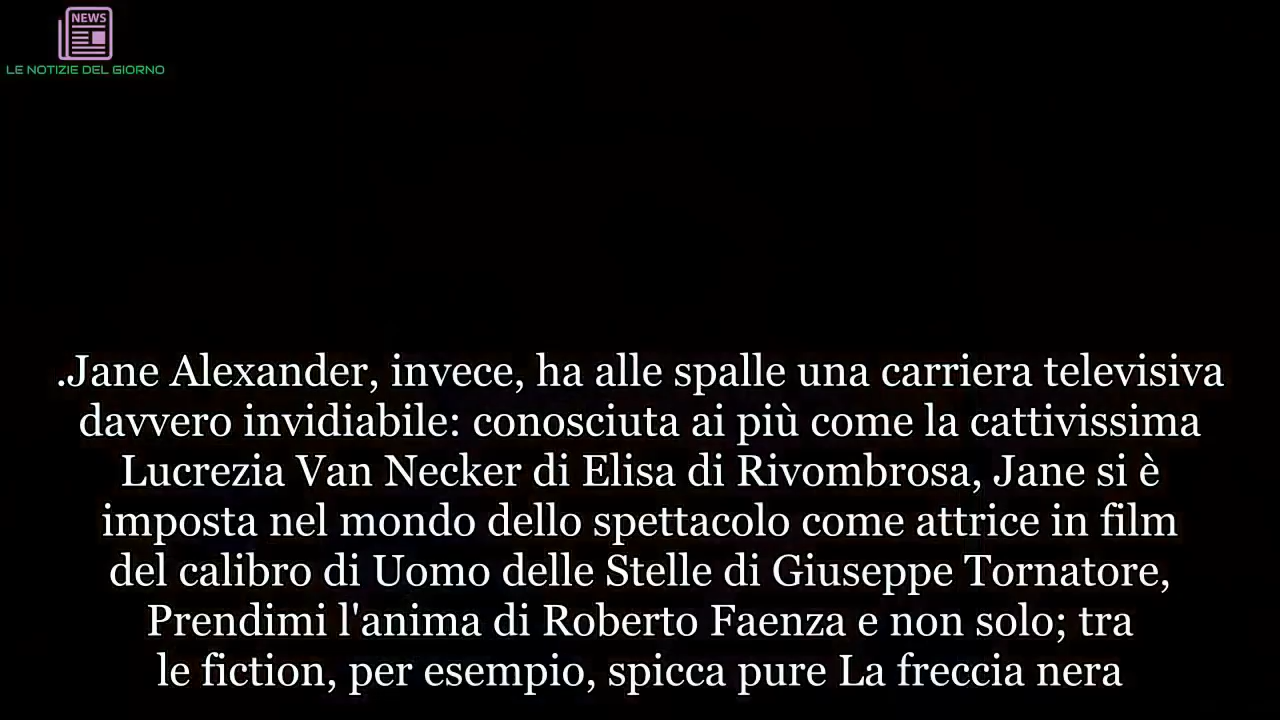 NEWS
LE NOTIZIE DEL GIORNO
.Jane Alexander, invece, ha alle spalle una carriera televisiva
davvero invidiabile: conosciuta ai più come la cattivissima
Lucrezia Van Necker di Elisa di Rivombrosa, Jane si è
imposta nel mondo dello spettacolo come attrice in film
del calibro di Uomo delle Stelle di Giuseppe Tornatore,
Prendimi l'anima di Roberto Faenza e non solo; tra
le fiction, per esempio, spicca pure La freccia nera